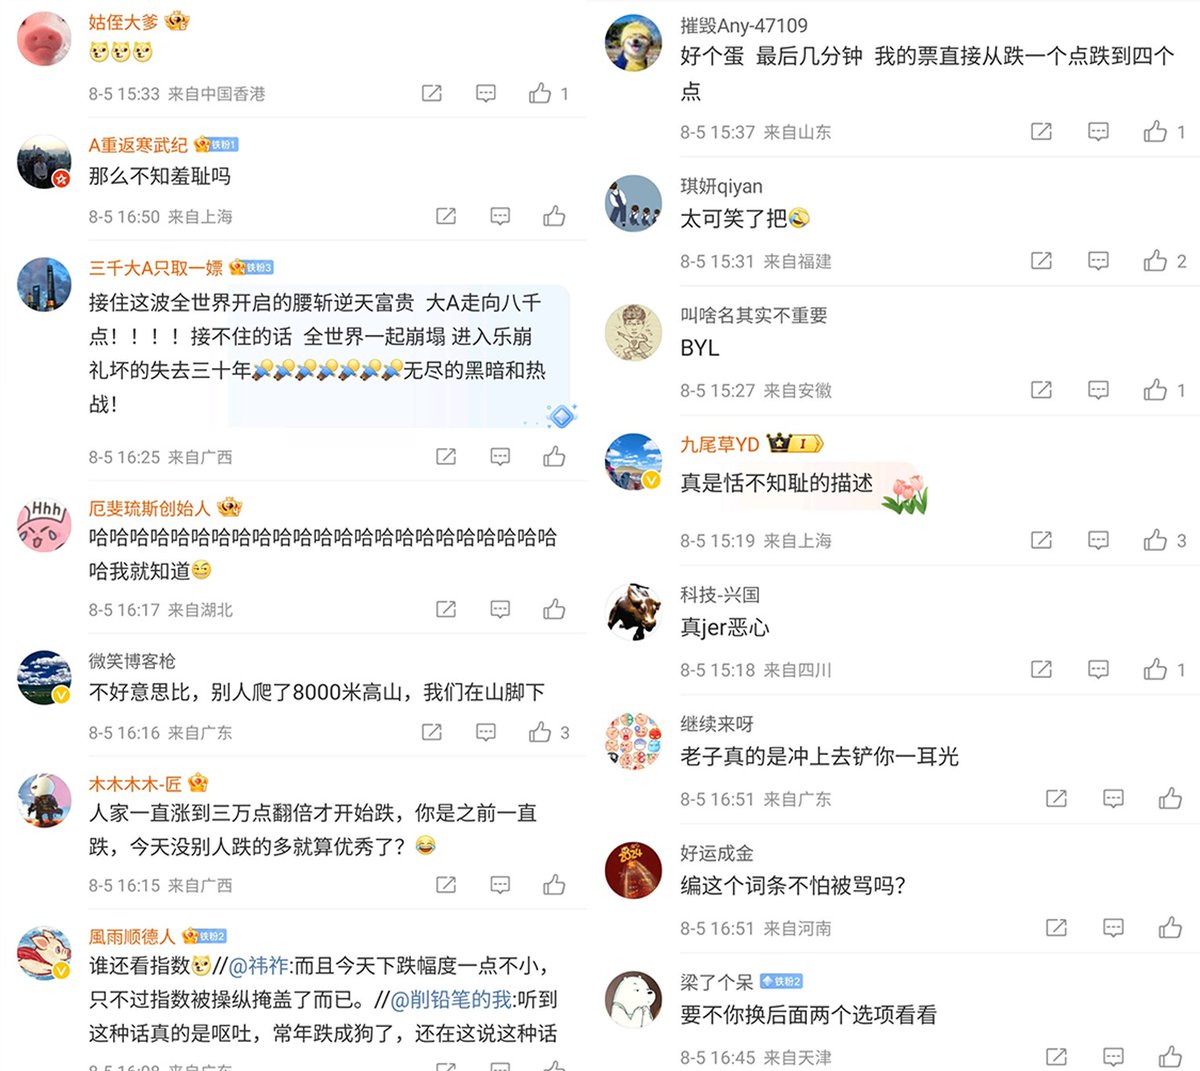 姑侄大爹
8-5 15:33 来自中国香港
1
A重返寒武纪 铁粉1
那么不知羞耻吗
8-5 16:50 来自上海
三千大A只取一嫖 铁粉3
接住这波全世界开启的腰斩逆天富贵 大A走向八千
点！！！！接不住的话 全世界一起崩塌 进入乐崩
礼坏的失去三十年无尽的黑暗和热
战！
8-5 16:25 来自广西
Hhh
厄斐琉斯创始人
哈哈哈哈哈哈哈哈哈哈哈哈哈哈哈哈哈哈哈哈哈哈哈
哈我就知道
8-5 16:17 来自湖北
微笑博客枪
不好意思比，别人爬了8000米高山，我们在山脚下
8-5 16:16 来自广东
3
木木木木-匠
人家一直涨到三万点翻倍才开始跌，你是之前一直
跌，今天没别人跌的多就算优秀了？
8-5 16:15 来自广西
風雨顺德人 铁粉2
谁还看指数//@祎祚:而且今天下跌幅度一点不小，
只不过指数被操纵掩盖了而已。//@削铅笔的我:听到
这种话真的是呕吐，常年跌成狗了，还在这说这种话
8-5 16:08 来自广东
摧毁Any-47109
好个蛋 最后几分钟 我的票直接从跌一个点跌到四个
点
8-5 15:37 来自山东
1
琪妍qiyan
太可笑了把
8-5 15:31 来自福建
2
叫啥名其实不重要
BYL
8-5 15:27 来自安徽
1
九尾草YD I
真是恬不知耻的描述
8-5 15:19 来自上海
3
科技-兴国
真jer恶心
8-5 15:18 来自四川
1
继续来呀
老子真的是冲上去铲你一耳光
8-5 16:51 来自广东
2024
好运成金
编这个词条不怕被骂吗？
8-5 16:51 来自河南
梁了个呆 铁粉2
要不你换后面两个选项看看
8-5 16:45 来自天津